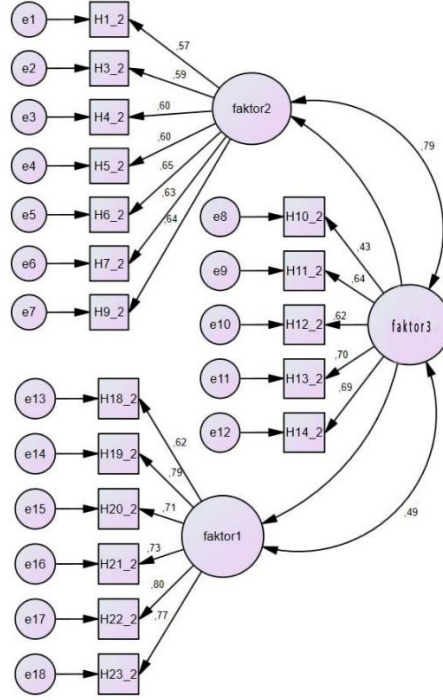 e1 H1_2
,57
e2 H3_2
,59
e3 H4_2
,60
faktor2
e4 H5_2
,60
,79
e5 H6_2
,65
e6 H7_2
,63
e7 H9_2
,64
e8 H10_2
,43
e9 H11_2
,64
e10 H12_2
,62
faktor3
e11 H13_2
,70
e12 H14_2
,69
e13 H18_2
,62
e14 H19_2
,79
e15 H20_2
,71
,49
faktor1
e16 H21_2
,73
e17 H22_2
,80
e18 H23_2
,77